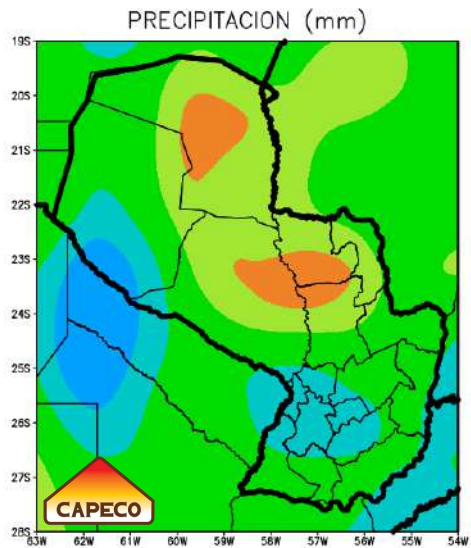 PRECIPITACION (mm)
19S
20S
21S
22S
23S
24S
25S
26S
27S
28S
CAPECO
63W 62W 61W 60W 59W 58W 57W 56W 55W 54W